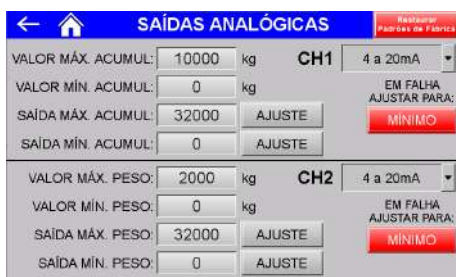 SAÍDAS ANALÓGICAS
Restaurar
Padrões de Fábrica
VALOR MÁX. ACUMUL: 10000 kg CH1 4 a 20mA
VALOR MÍN. ACUMUL: 0 kg EM FALHA
AJUSTAR PARA:
SAÍDA MÁX. ACUMUL: 32000 AJUSTE MÍNIMO
SAÍDA MÍN. ACUMUL: 0 AJUSTE
VALOR MÁX. PESO: 2000 kg CH2 4 a 20mA
VALOR MÍN. PESO: 0 kg EM FALHA
AJUSTAR PARA:
SAÍDA MÁX. PESO: 32000 AJUSTE MÍNIMO
SAÍDA MÍN. PESO: 0 AJUSTE